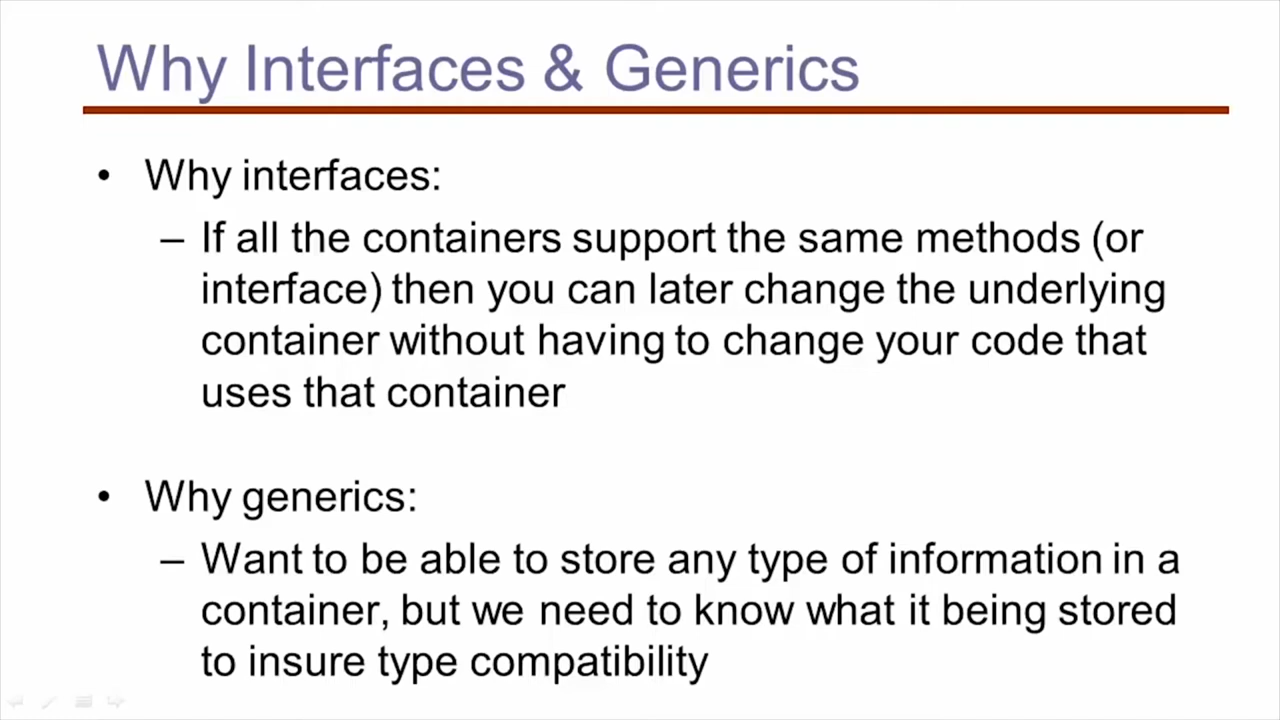 Why Interfaces & Generics
• Why interfaces:
– If all the containers support the same methods (or
interface) then you can later change the underlying
container without having to change your code that
uses that container
• Why generics:
– Want to be able to store any type of information in a
container, but we need to know what it being stored
to insure type compatibility